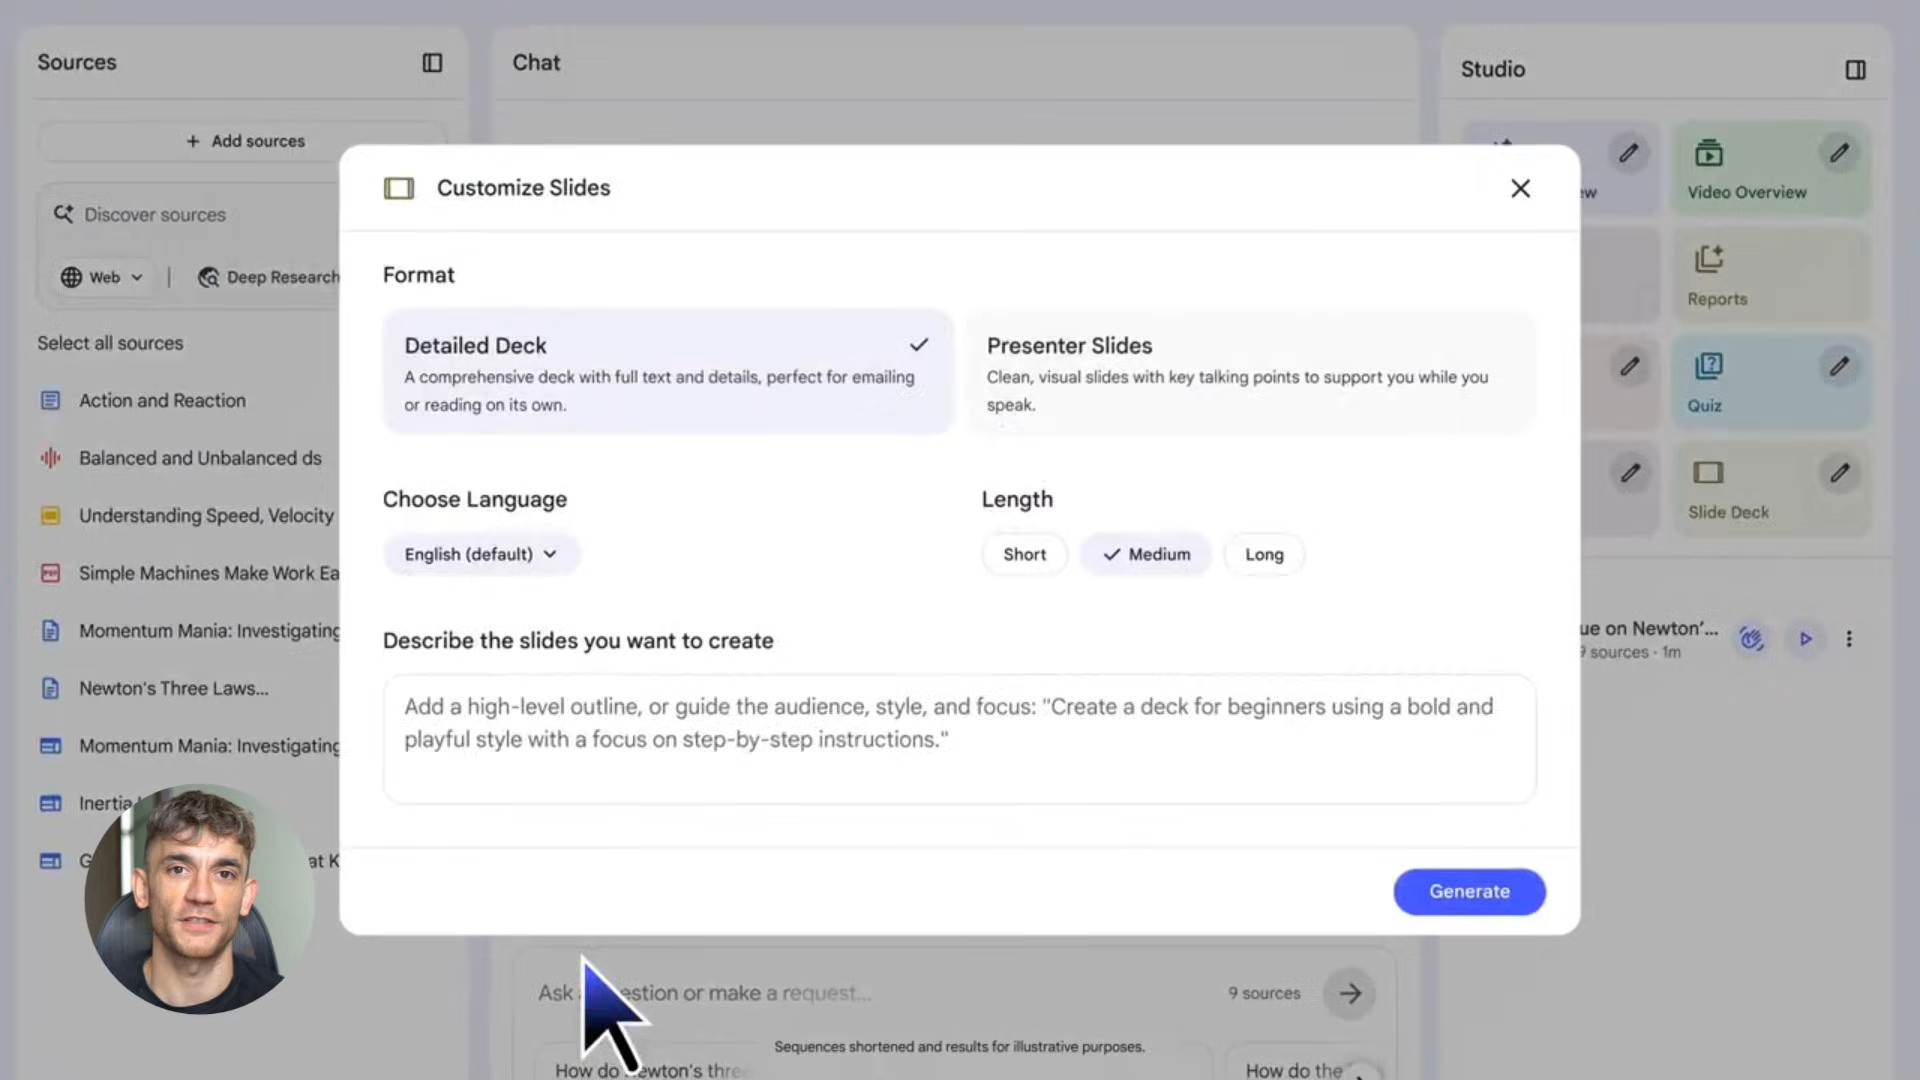 Sources
Chat
Studio
+ Add sources
Discover sources
Web
Deep Research
Select all sources
Action and Reaction
Balanced and Unbalanced ds
Understanding Speed, Velocity
Simple Machines Make Work Ea
Momentum Mania: Investigating
Newton's Three Laws...
Momentum Mania: Investigating
Inertia
G
at K
Customize Slides
Format
Detailed Deck
A comprehensive deck with full text and details, perfect for emailing
or reading on its own.
Presenter Slides
Clean, visual slides with key talking points to support you while you
speak.
Choose Language
English (default)
Length
Short
Medium
Long
Describe the slides you want to create
Add a high-level outline, or guide the audience, style, and focus: "Create a deck for beginners using a bold and
playful style with a focus on step-by-step instructions."
Generate
Ask a question or make a request...
9 sources
Sequences shortened and results for illustrative purposes.
How do Newton's thre
How do the
ew
Video Overview
Reports
Quiz
Slide Deck
ue on Newton'...
9 sources · 1m